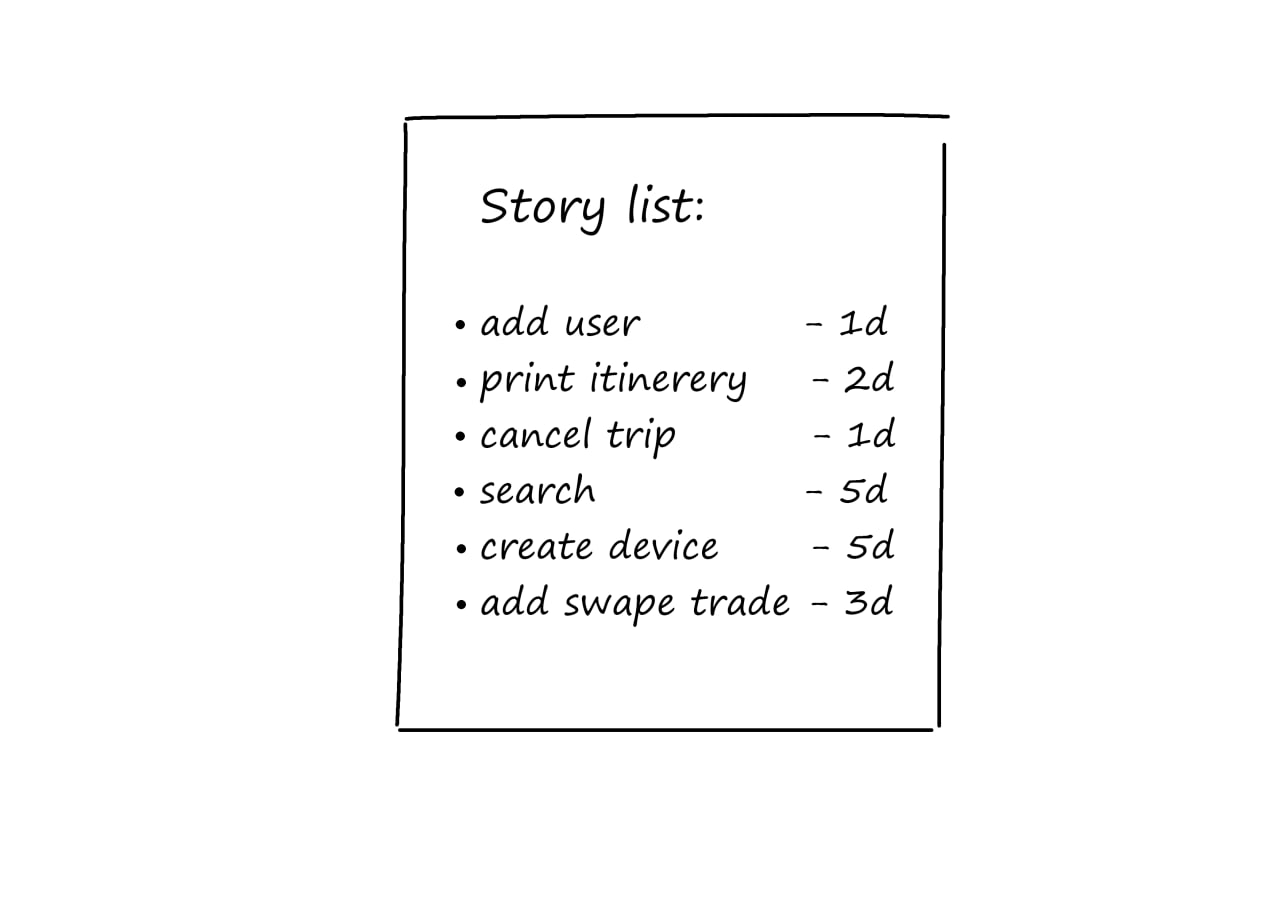 Story list:
• add user - 1d
• print itinerery - 2d
• cancel trip - 1d
• search - 5d
• create device - 5d
• add swape trade - 3d